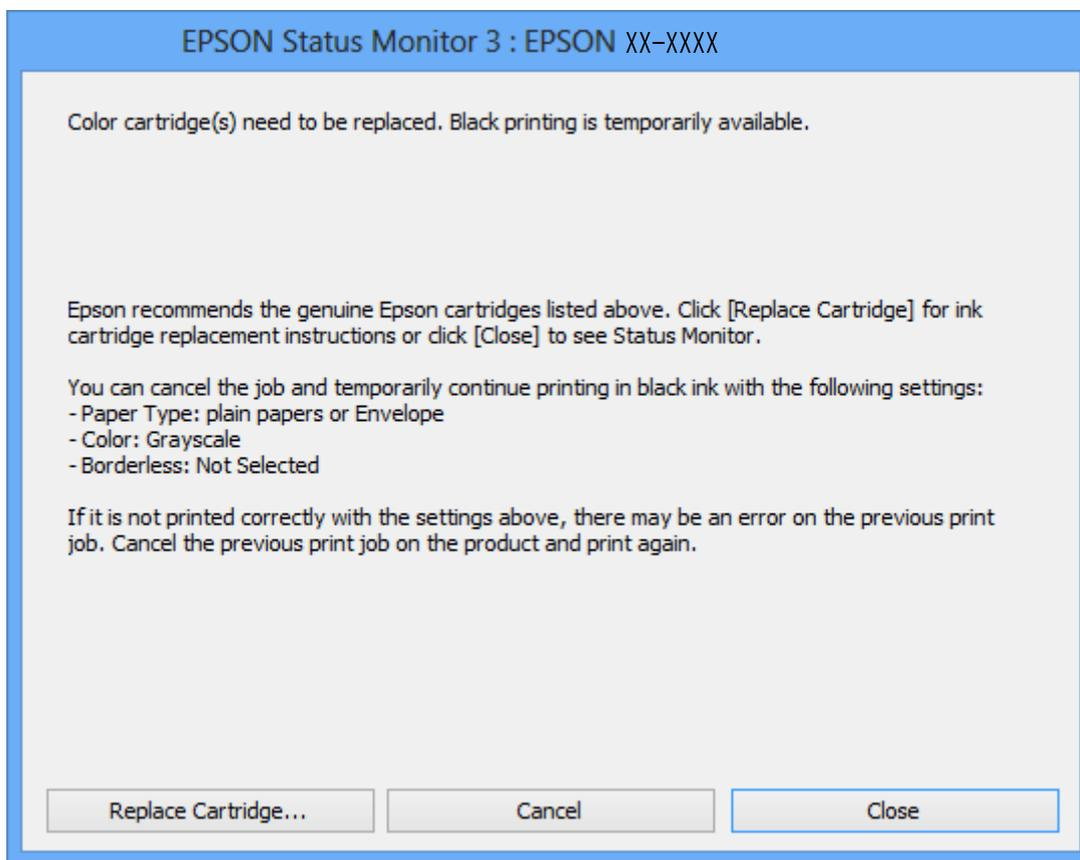 EPSON Status Monitor 3 : EPSON XX-XXXX
Color cartridge(s) need to be replaced. Black printing is temporarily available.
Epson recommends the genuine Epson cartridges listed above. Click [Replace Cartridge] for ink
cartridge replacement instructions or click [Close] to see Status Monitor.
You can cancel the job and temporarily continue printing in black ink with the following settings:
- Paper Type: plain papers or Envelope
- Color: Grayscale
- Borderless: Not Selected
If it is not printed correctly with the settings above, there may be an error on the previous print
job. Cancel the previous print job on the product and print again.
Replace Cartridge...
Cancel
Close